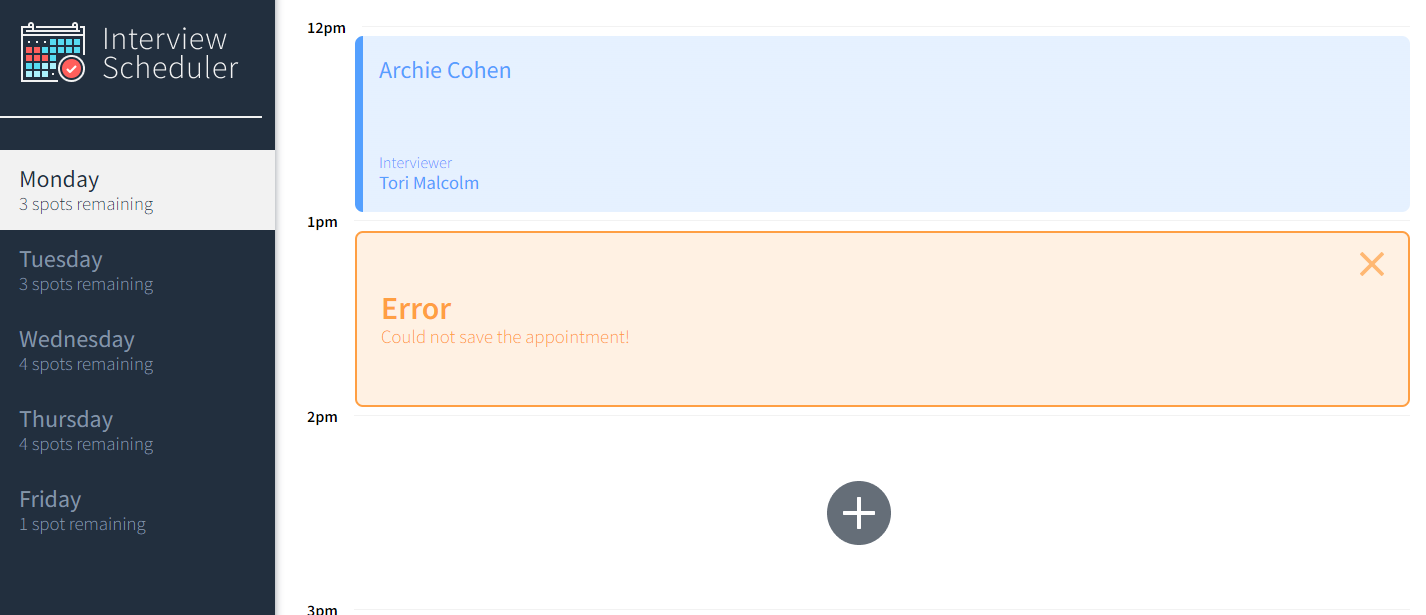 Interview
Scheduler
Monday
3 spots remaining
Tuesday
3 spots remaining
Wednesday
4 spots remaining
Thursday
4 spots remaining
Friday
1 spot remaining
12pm
Archie Cohen
Interviewer
Tori Malcolm
1pm
Error
Could not save the appointment!
2pm
3pm